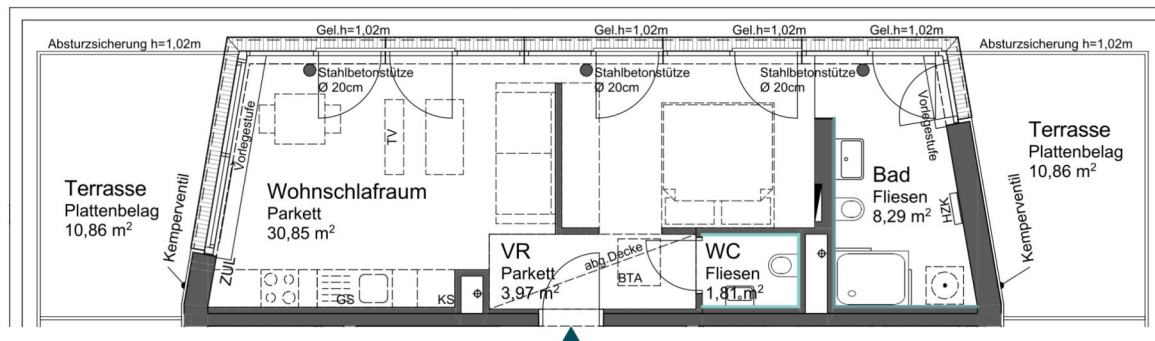 Gel.h=1,02m
Gel.h=1,02m
Gel.h=1,02m
Gel.h=1,02m
Absturzsicherung h=1,02m
Absturzsicherung h=1,02m
Stahlbetonstütze
Ø 20cm
Stahlbetonstütze
Ø 20cm
Stahlbetonstütze
Ø 20cm
Vorlegestufe
TV
Vorlegestufe
Terrasse
Plattenbelag
10,86 m²
Kemperventil
Wohnschlafraum
Parkett
30,85 m²
Bad
Fliesen
8,29 m²
HZK
Terrasse
Plattenbelag
10,86 m²
Kemperventil
ZUL
GS
KS
VR
Parkett
3,97 m²
abg.Decke
BTA
WC
Fliesen
1,81 m²